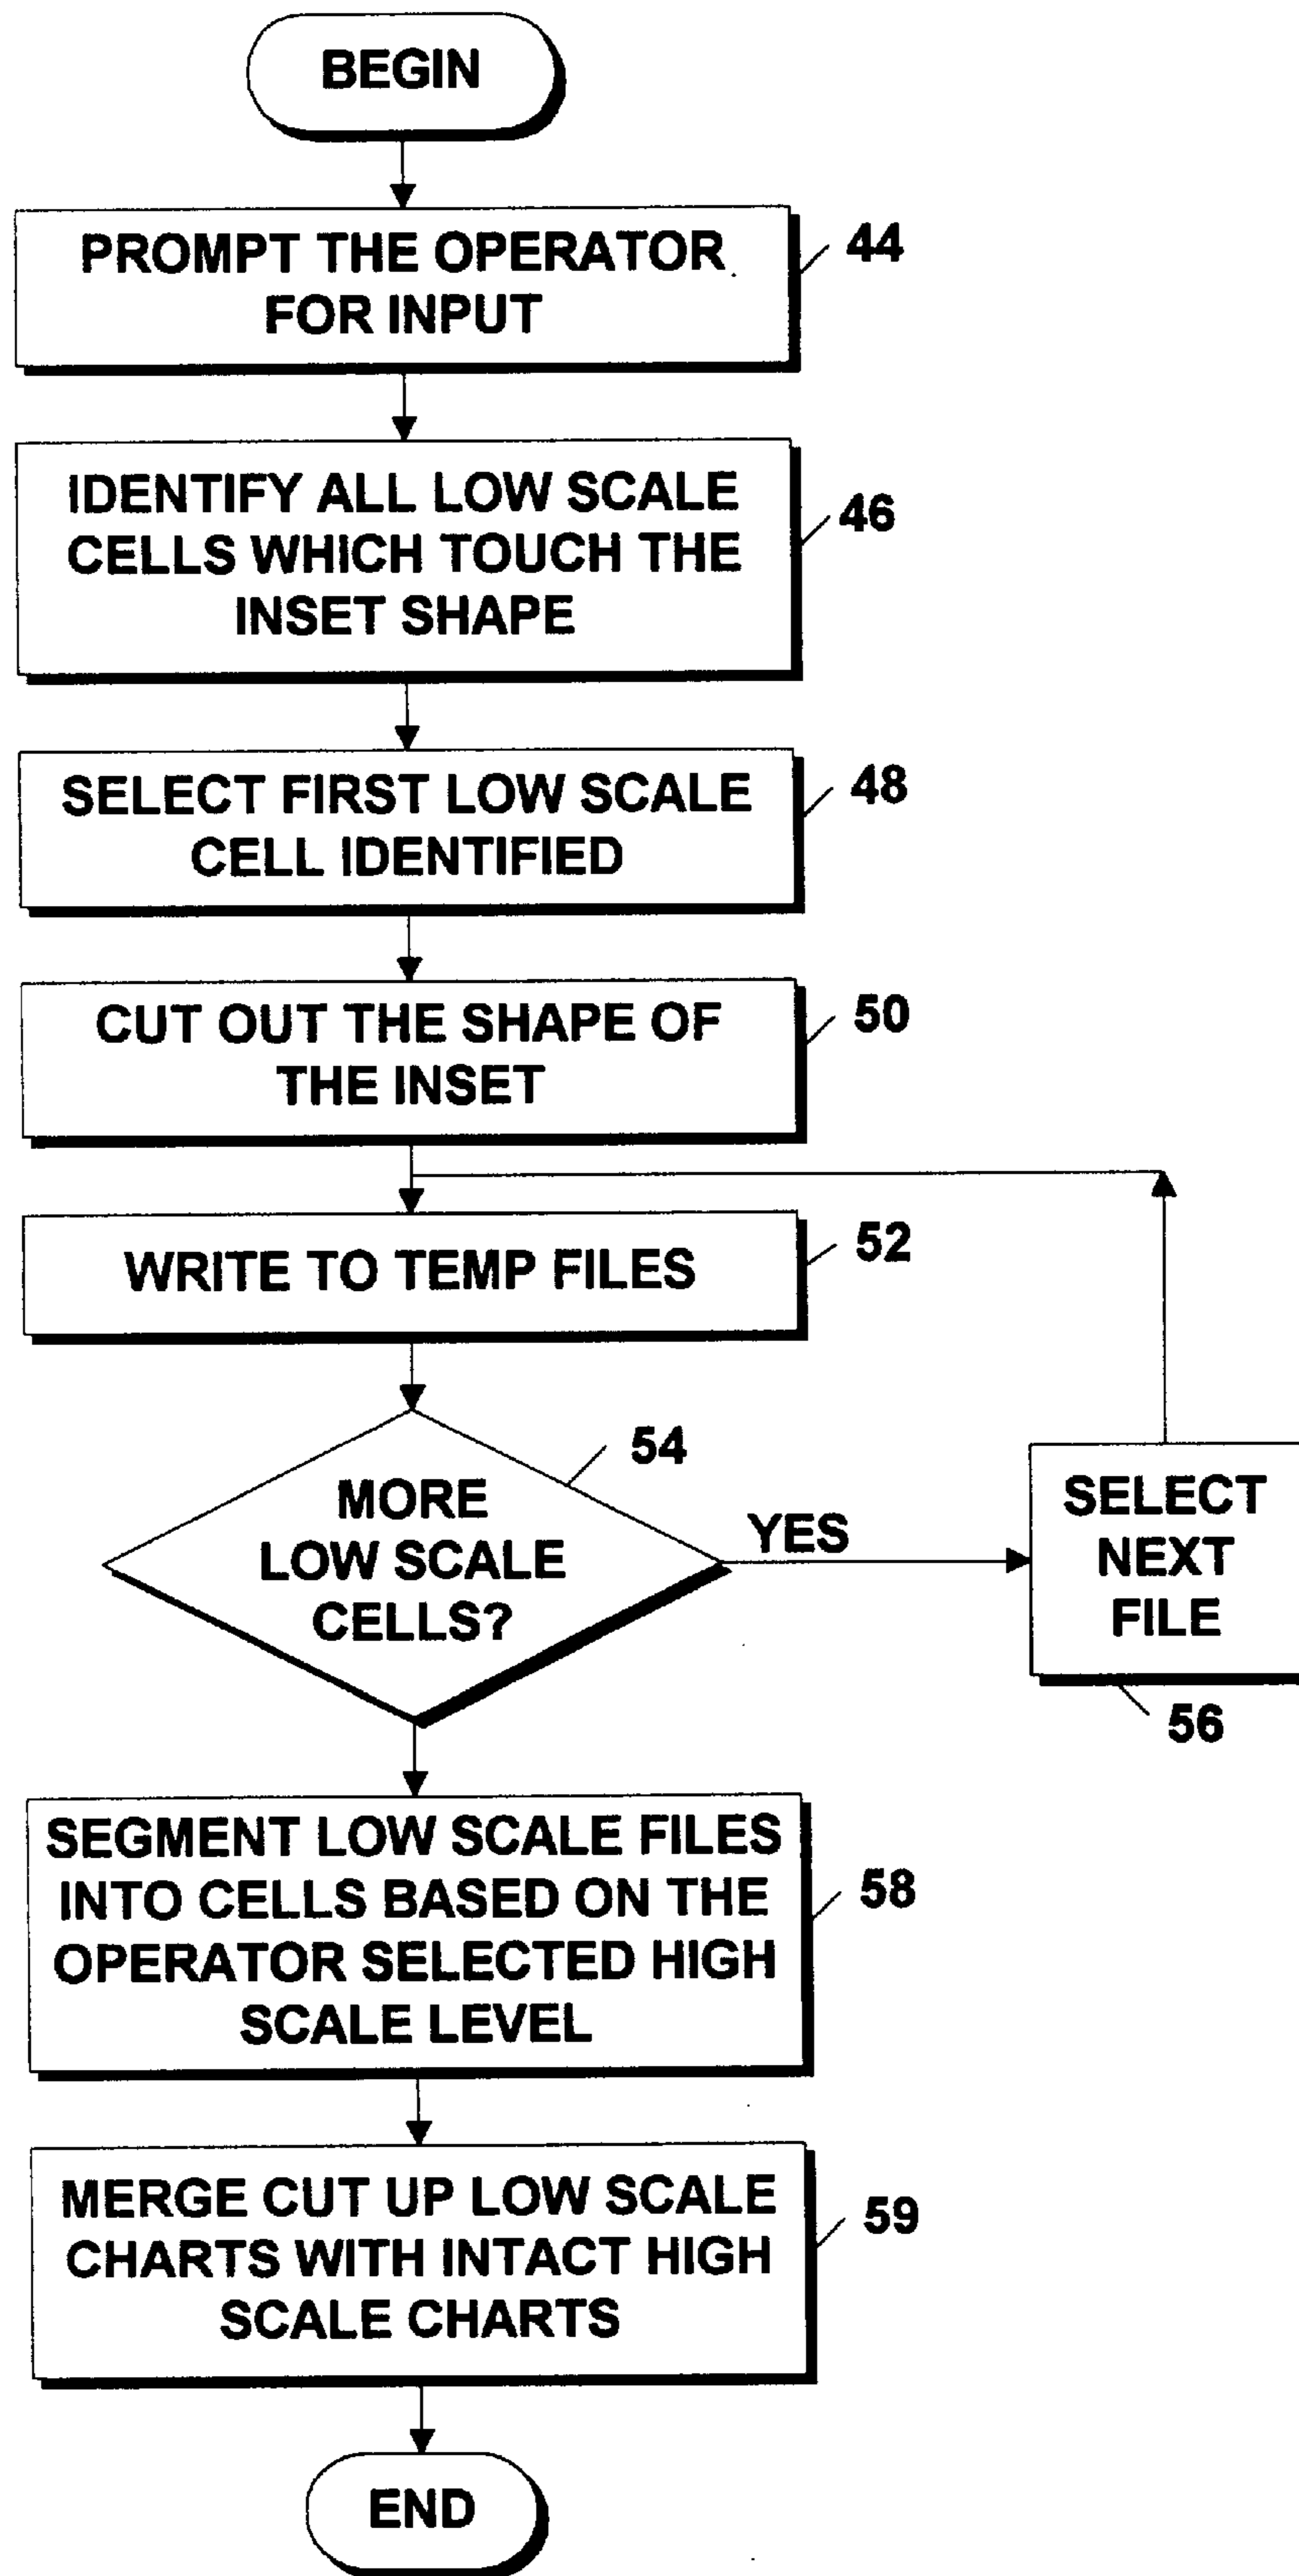 BEGIN
PROMPT THE OPERATOR
FOR INPUT
44
IDENTIFY ALL LOW SCALE
CELLS WHICH TOUCH THE
INSET SHAPE
46
SELECT FIRST LOW SCALE
CELL IDENTIFIED
48
CUT OUT THE SHAPE OF
THE INSET
50
WRITE TO TEMP FILES
52
MORE
LOW SCALE
CELLS?
54
YES
SELECT
NEXT
FILE
56
SEGMENT LOW SCALE FILES
INTO CELLS BASED ON THE
OPERATOR SELECTED HIGH
SCALE LEVEL
58
MERGE CUT UP LOW SCALE
CHARTS WITH INTACT HIGH
SCALE CHARTS
59
END